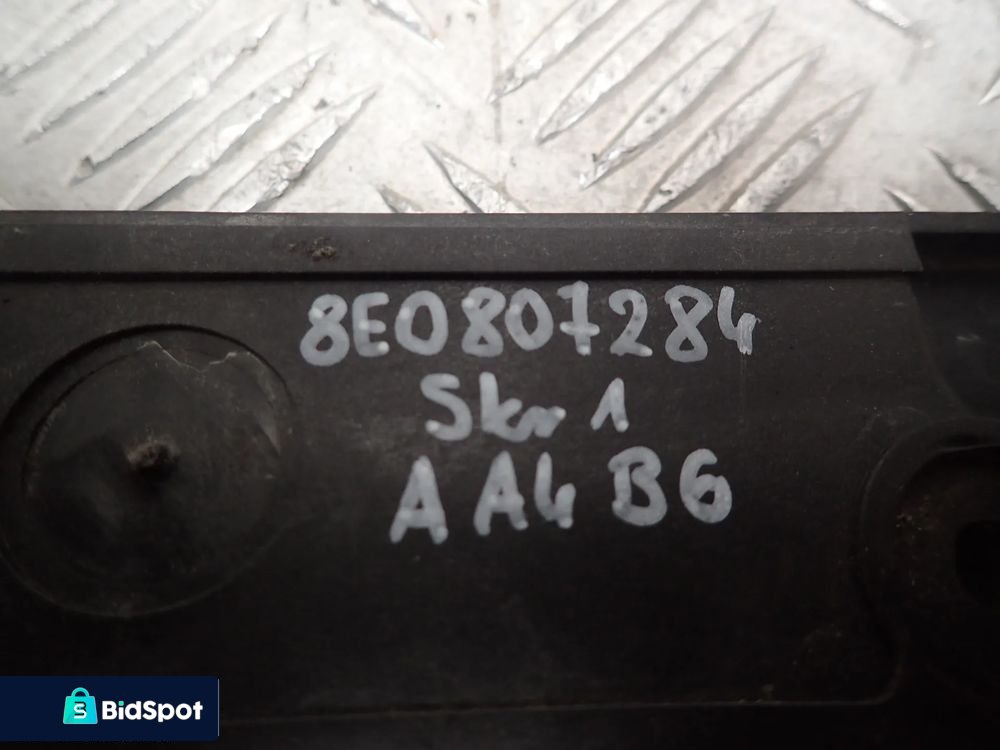 8E0807284
Skr 1
A A4 B6
BidSpot